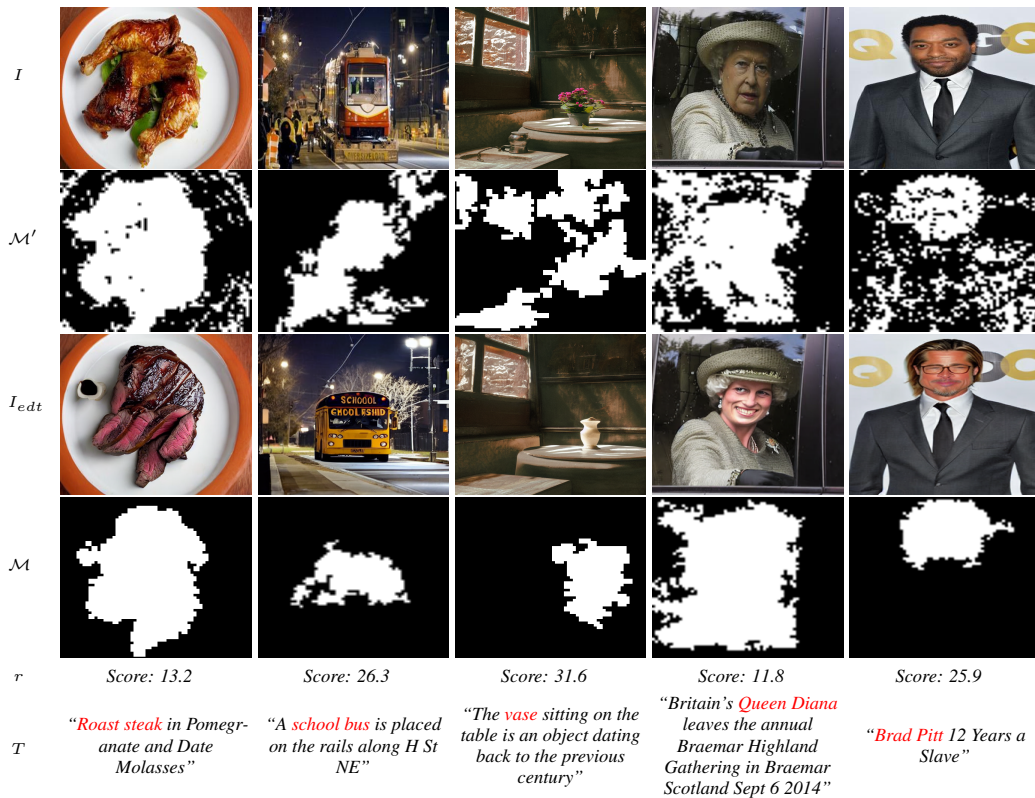 I
Q
G
Q
M′
I_edt
SCHOOOL
GHOOLRSHID
Q
M
r
Score: 13.2
Score: 26.3
Score: 31.6
Score: 11.8
Score: 25.9
T
“Roast steak in Pomegr-
anate and Date
Molasses”
“A school bus is placed
on the rails along H St
NE”
“The vase sitting on the
table is an object dating
back to the previous
century”
“Britain’s Queen Diana
leaves the annual
Braemar Highland
Gathering in Braemar
Scotland Sept 6 2014”
“Brad Pitt 12 Years a
Slave”